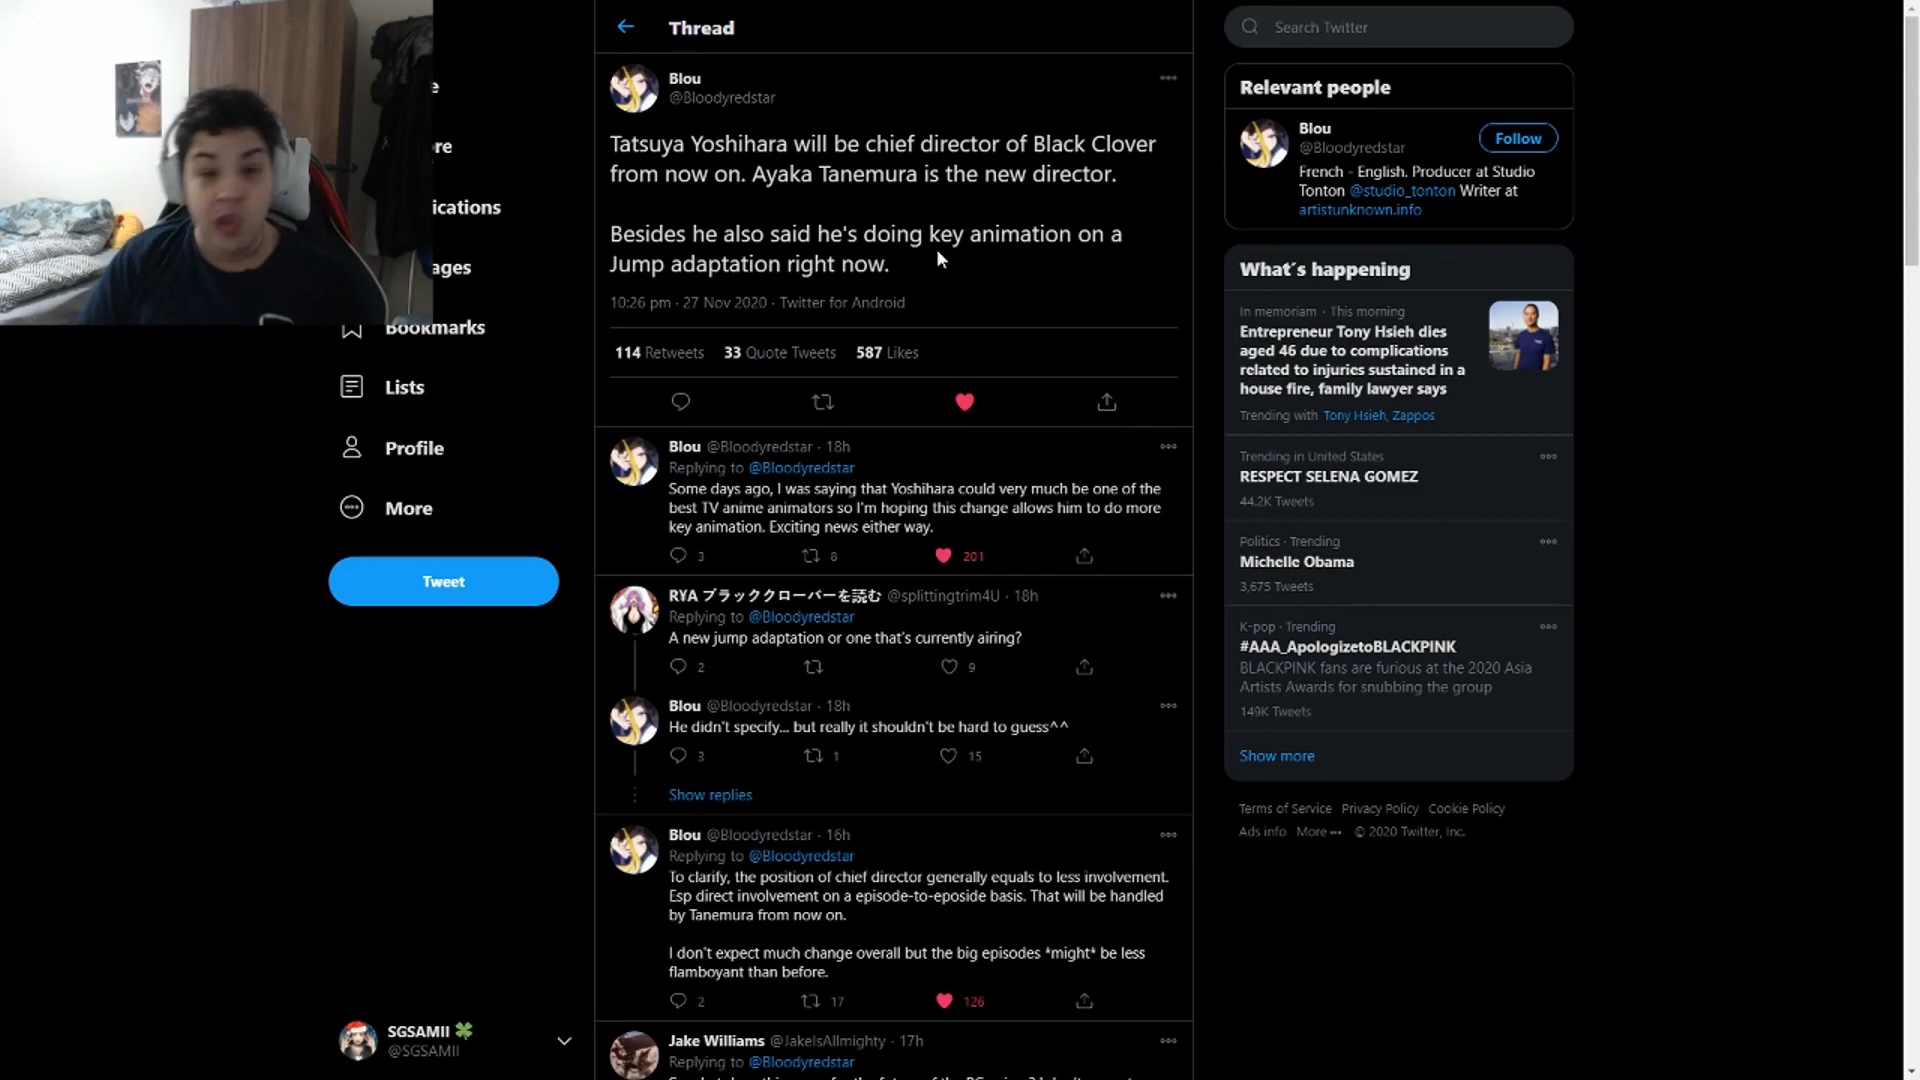 Thread
Search Twitter
Blou
@Bloodyredstar
Tatsuya Yoshihara will be chief director of Black Clover
from now on. Ayaka Tanemura is the new director.
Besides he also said he's doing key animation on a
Jump adaptation right now.
10:26 pm · 27 Nov 2020 · Twitter for Android
114 Retweets 33 Quote Tweets 587 Likes
Blou @Bloodyredstar · 18h
Replying to @Bloodyredstar
Some days ago, I was saying that Yoshihara could very much be one of the
best TV anime animators so I'm hoping this change allows him to do more
key animation. Exciting news either way.
3 8 201
RYA ブラッククローバーを読む @splittingtrim4U · 18h
Replying to @Bloodyredstar
A new jump adaptation or one that's currently airing?
2 9
Blou @Bloodyredstar · 18h
He didn't specify... but really it shouldn't be hard to guess^^
3 1 15
Show replies
Blou @Bloodyredstar · 16h
Replying to @Bloodyredstar
To clarify, the position of chief director generally equals to less involvement.
Esp direct involvement on a episode-to-eposide basis. That will be handled
by Tanemura from now on.
I don't expect much change overall but the big episodes *might* be less
flamboyant than before.
2 17 126
Jake Williams @JakeIsAllmighty · 17h
Replying to @Bloodyredstar
e
re
ications
ages
Bookmarks
Lists
Profile
More
Tweet
SGSAMII 🍀
@SGSAMII
Relevant people
Blou
@Bloodyredstar
Follow
French - English. Producer at Studio
Tonton @studio_tonton Writer at
artistunknown.info
What´s happening
In memoriam · This morning
Entrepreneur Tony Hsieh dies
aged 46 due to complications
related to injuries sustained in a
house fire, family lawyer says
Trending with Tony Hsieh, Zappos
Trending in United States
RESPECT SELENA GOMEZ
44.2K Tweets
Politics · Trending
Michelle Obama
3,675 Tweets
K-pop · Trending
#AAA_ApologizetoBLACKPINK
BLACKPINK fans are furious at the 2020 Asia
Artists Awards for snubbing the group
149K Tweets
Show more
Terms of Service Privacy Policy Cookie Policy
Ads info More ··· © 2020 Twitter, Inc.